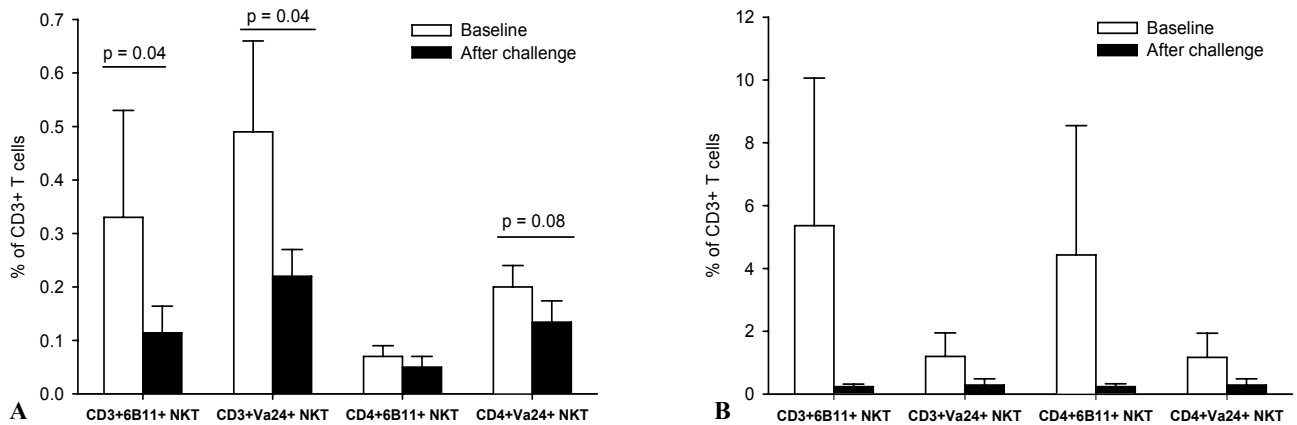 p = 0.04
p = 0.04
p = 0.08
Baseline
After challenge
% of CD3+ T cells
0.7
0.6
0.5
0.4
0.3
0.2
0.1
0.0
CD3+6B11+ NKT
CD3+Va24+ NKT
CD4+6B11+ NKT
CD4+Va24+ NKT
A
Baseline
After challenge
% of CD3+ T cells
12
10
8
6
4
2
0
CD3+6B11+ NKT
CD3+Va24+ NKT
CD4+6B11+ NKT
CD4+Va24+ NKT
B